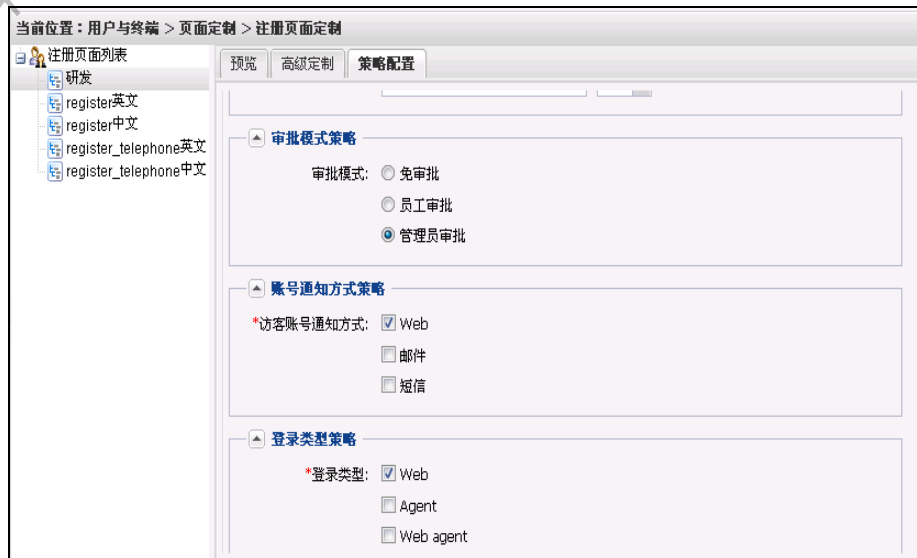 当前位置：用户与终端 > 页面定制 > 注册页面定制
注册页面列表
研发
register英文
register中文
register_telephone英文
register_telephone中文
预览 高级定制 策略配置
审批模式策略
审批模式: 免审批
员工审批
管理员审批
账号通知方式策略
*访客账号通知方式: Web
邮件
短信
登录类型策略
*登录类型: Web
Agent
Web agent